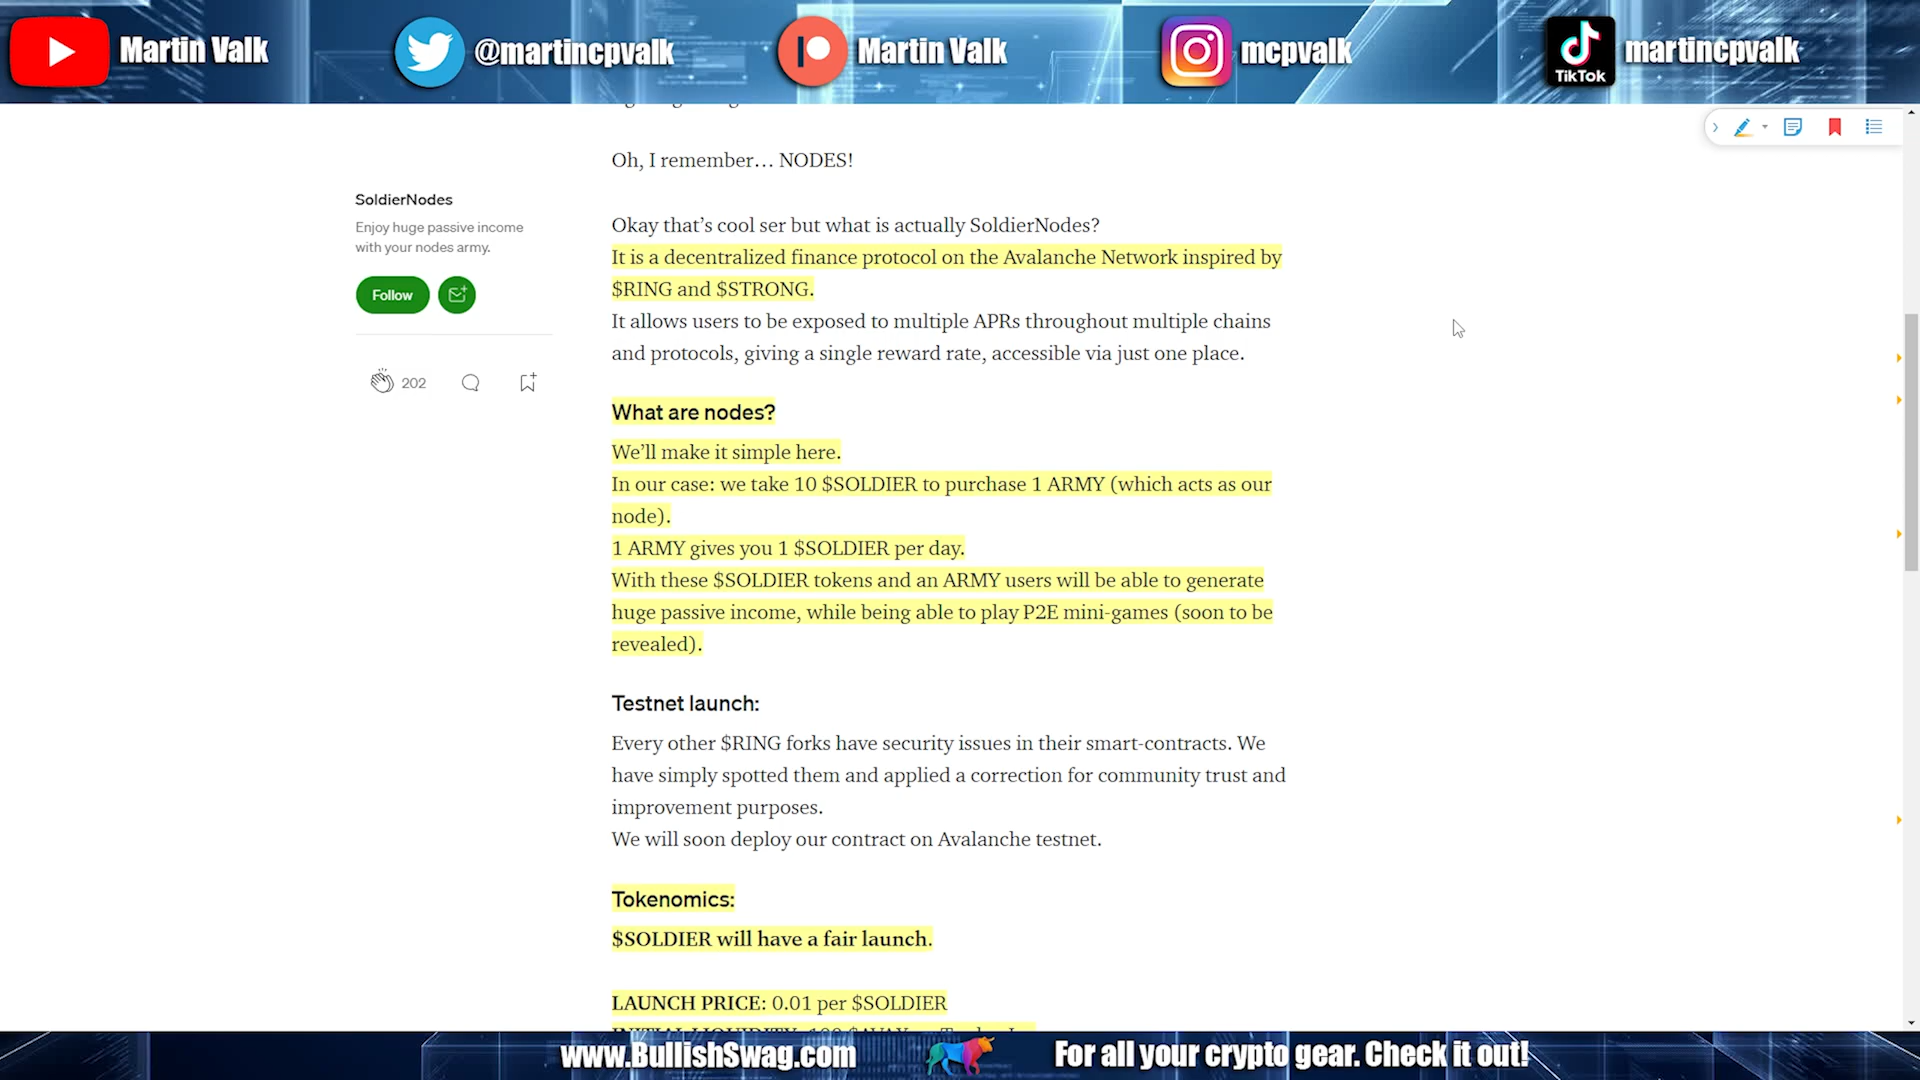 Martin Valk
@martincpvalk
Martin Valk
mcpvalk
TikTok
martincpvalk
Oh, I remember… NODES!
SoldierNodes
Enjoy huge passive income
with your nodes army.
Follow
202
Okay that’s cool ser but what is actually SoldierNodes?
It is a decentralized finance protocol on the Avalanche Network inspired by
$RING and $STRONG.
It allows users to be exposed to multiple APRs throughout multiple chains
and protocols, giving a single reward rate, accessible via just one place.
What are nodes?
We’ll make it simple here.
In our case: we take 10 $SOLDIER to purchase 1 ARMY (which acts as our
node).
1 ARMY gives you 1 $SOLDIER per day.
With these $SOLDIER tokens and an ARMY users will be able to generate
huge passive income, while being able to play P2E mini-games (soon to be
revealed).
Testnet launch:
Every other $RING forks have security issues in their smart-contracts. We
have simply spotted them and applied a correction for community trust and
improvement purposes.
We will soon deploy our contract on Avalanche testnet.
Tokenomics:
$SOLDIER will have a fair launch.
LAUNCH PRICE: 0.01 per $SOLDIER
www.BullishSwag.com
For all your crypto gear. Check it out!